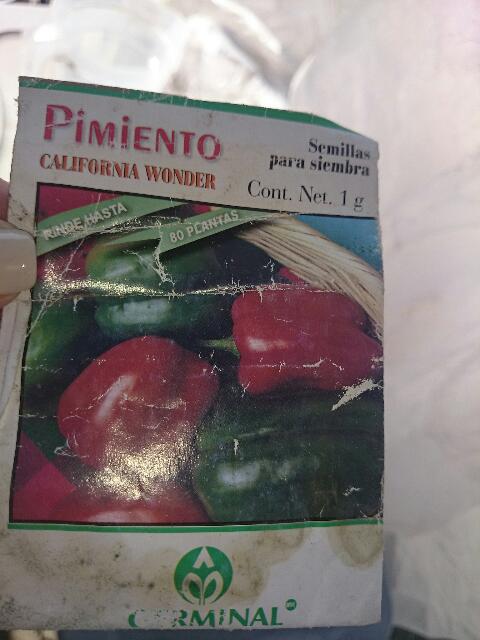 PiMiENTO
CALIFORNIA WONDER
Semillas
para siembra
Cont. Net. 1 g
RINDE HASTA
80 PLANTAS
GERMINAL